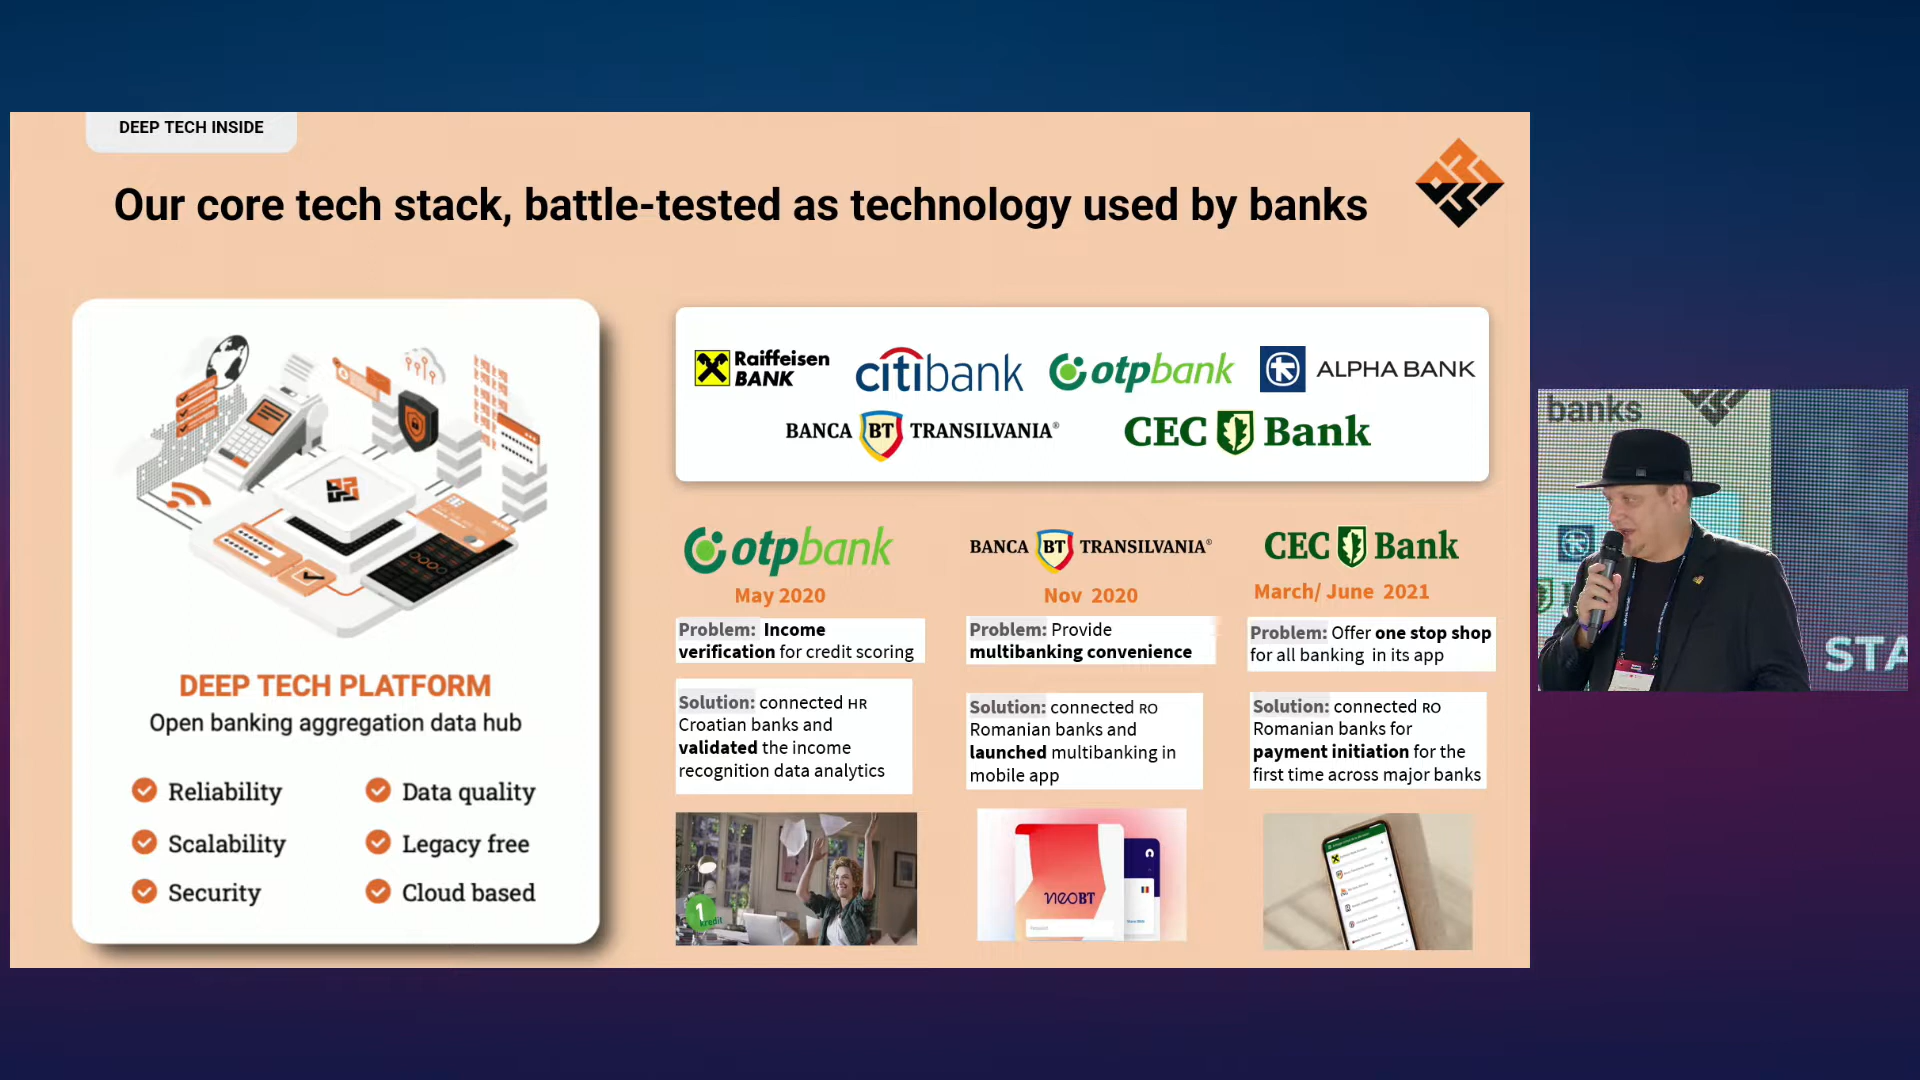 DEEP TECH INSIDE
Our core tech stack, battle-tested as technology used by banks
DEEP TECH PLATFORM
Open banking aggregation data hub
Reliability
Data quality
Scalability
Legacy free
Security
Cloud based
Raiffeisen
BANK
citibank
otpbank
ALPHA BANK
BANCA BT TRANSILVANIA®
CEC Bank
otpbank
May 2020
Problem: Income
verification for credit scoring
Solution: connected HR
Croatian banks and
validated the income
recognition data analytics
1
kredit
BANCA BT TRANSILVANIA®
Nov 2020
Problem: Provide
multibanking convenience
Solution: connected RO
Romanian banks and
launched multibanking in
mobile app
neoBT
CEC Bank
March/ June 2021
Problem: Offer one stop shop
for all banking in its app
Solution: connected RO
Romanian banks for
payment initiation for the
first time across major banks
banks
STA